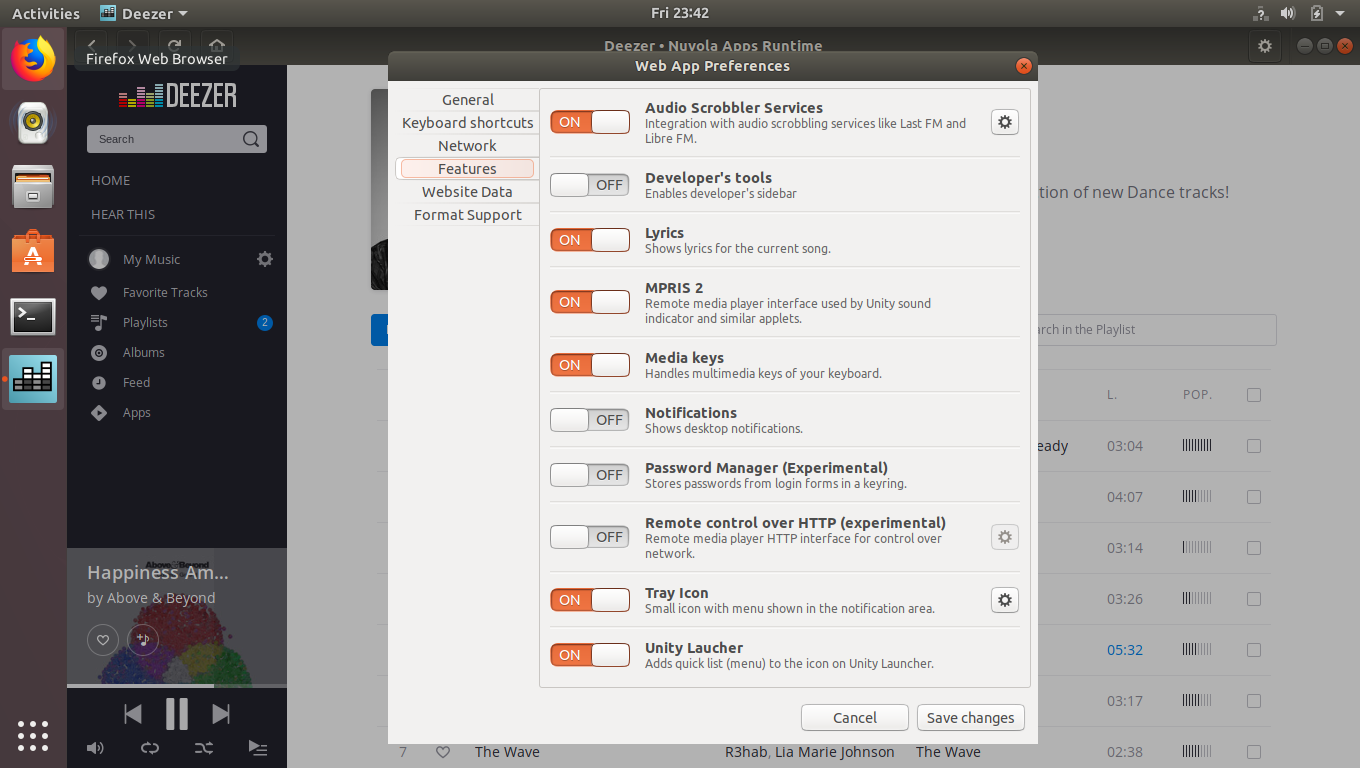 Activities
Deezer
Fri 23:42
Deezer • Nuvola Apps Runtime
Firefox Web Browser
DEEZER
Search
HOME
HEAR THIS
My Music
Favorite Tracks
Playlists
2
Albums
Feed
Apps
Above & Beyond
Happiness Am...
by Above & Beyond
Web App Preferences
General
Keyboard shortcuts
Network
Features
Website Data
Format Support
ON
Audio Scrobbler Services
Integration with audio scrobbling services like Last FM and
Libre FM.
OFF
Developer's tools
Enables developer's sidebar
ON
Lyrics
Shows lyrics for the current song.
ON
MPRIS 2
Remote media player interface used by Unity sound
indicator and similar applets.
ON
Media keys
Handles multimedia keys of your keyboard.
OFF
Notifications
Shows desktop notifications.
OFF
Password Manager (Experimental)
Stores passwords from login forms in a keyring.
OFF
Remote control over HTTP (experimental)
Remote media player HTTP interface for control over
network.
ON
Tray Icon
Small icon with menu shown in the notification area.
ON
Unity Laucher
Adds quick list (menu) to the icon on Unity Launcher.
Cancel
Save changes
tion of new Dance tracks!
arch in the Playlist
L. POP.
eady 03:04
04:07
03:14
03:26
05:32
03:17
7 The Wave R3hab, Lia Marie Johnson The Wave 02:38